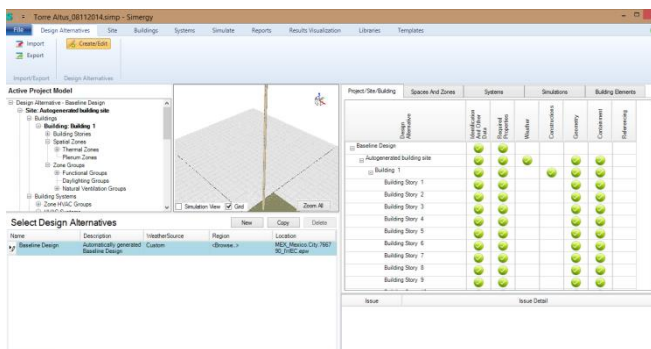 Torre Altus_08112014.simp - Simergy
File Design Alternatives Site Buildings Systems Simulate Reports Results Visualization Libraries Templates
Import Create/Edit
Export
Import/Export Design Alternatives
Active Project Model
Design Alternative - Baseline Design
Site: Autogenerated building site
Buildings
Building: Building 1
Building Stories
Spatial Zones
Thermal Zones
Plenum Zones
Zone Groups
Functional Groups
Daylighting Groups
Natural Ventilation Groups
Building Systems
Zone HVAC Groups
Simulation View Grid Zoom All
Select Design Alternatives New Copy Delete
Name Description WeatherSource Region Location
Baseline Design Automatically generated Baseline Design Custom <Browse..>
Project/Site/Building Spaces And Zones Systems Simulations Building Elements
Design Alternative
Identification And Other Data
Required Properties
Weather
Constructions
Geometry
Containment
Referencing
Baseline Design
Autogenerated building site
Building 1
Building Story 1
Building Story 2
Building Story 3
Building Story 4
Building Story 5
Building Story 6
Building Story 7
Building Story 8
Building Story 9
Issue Issue Detail